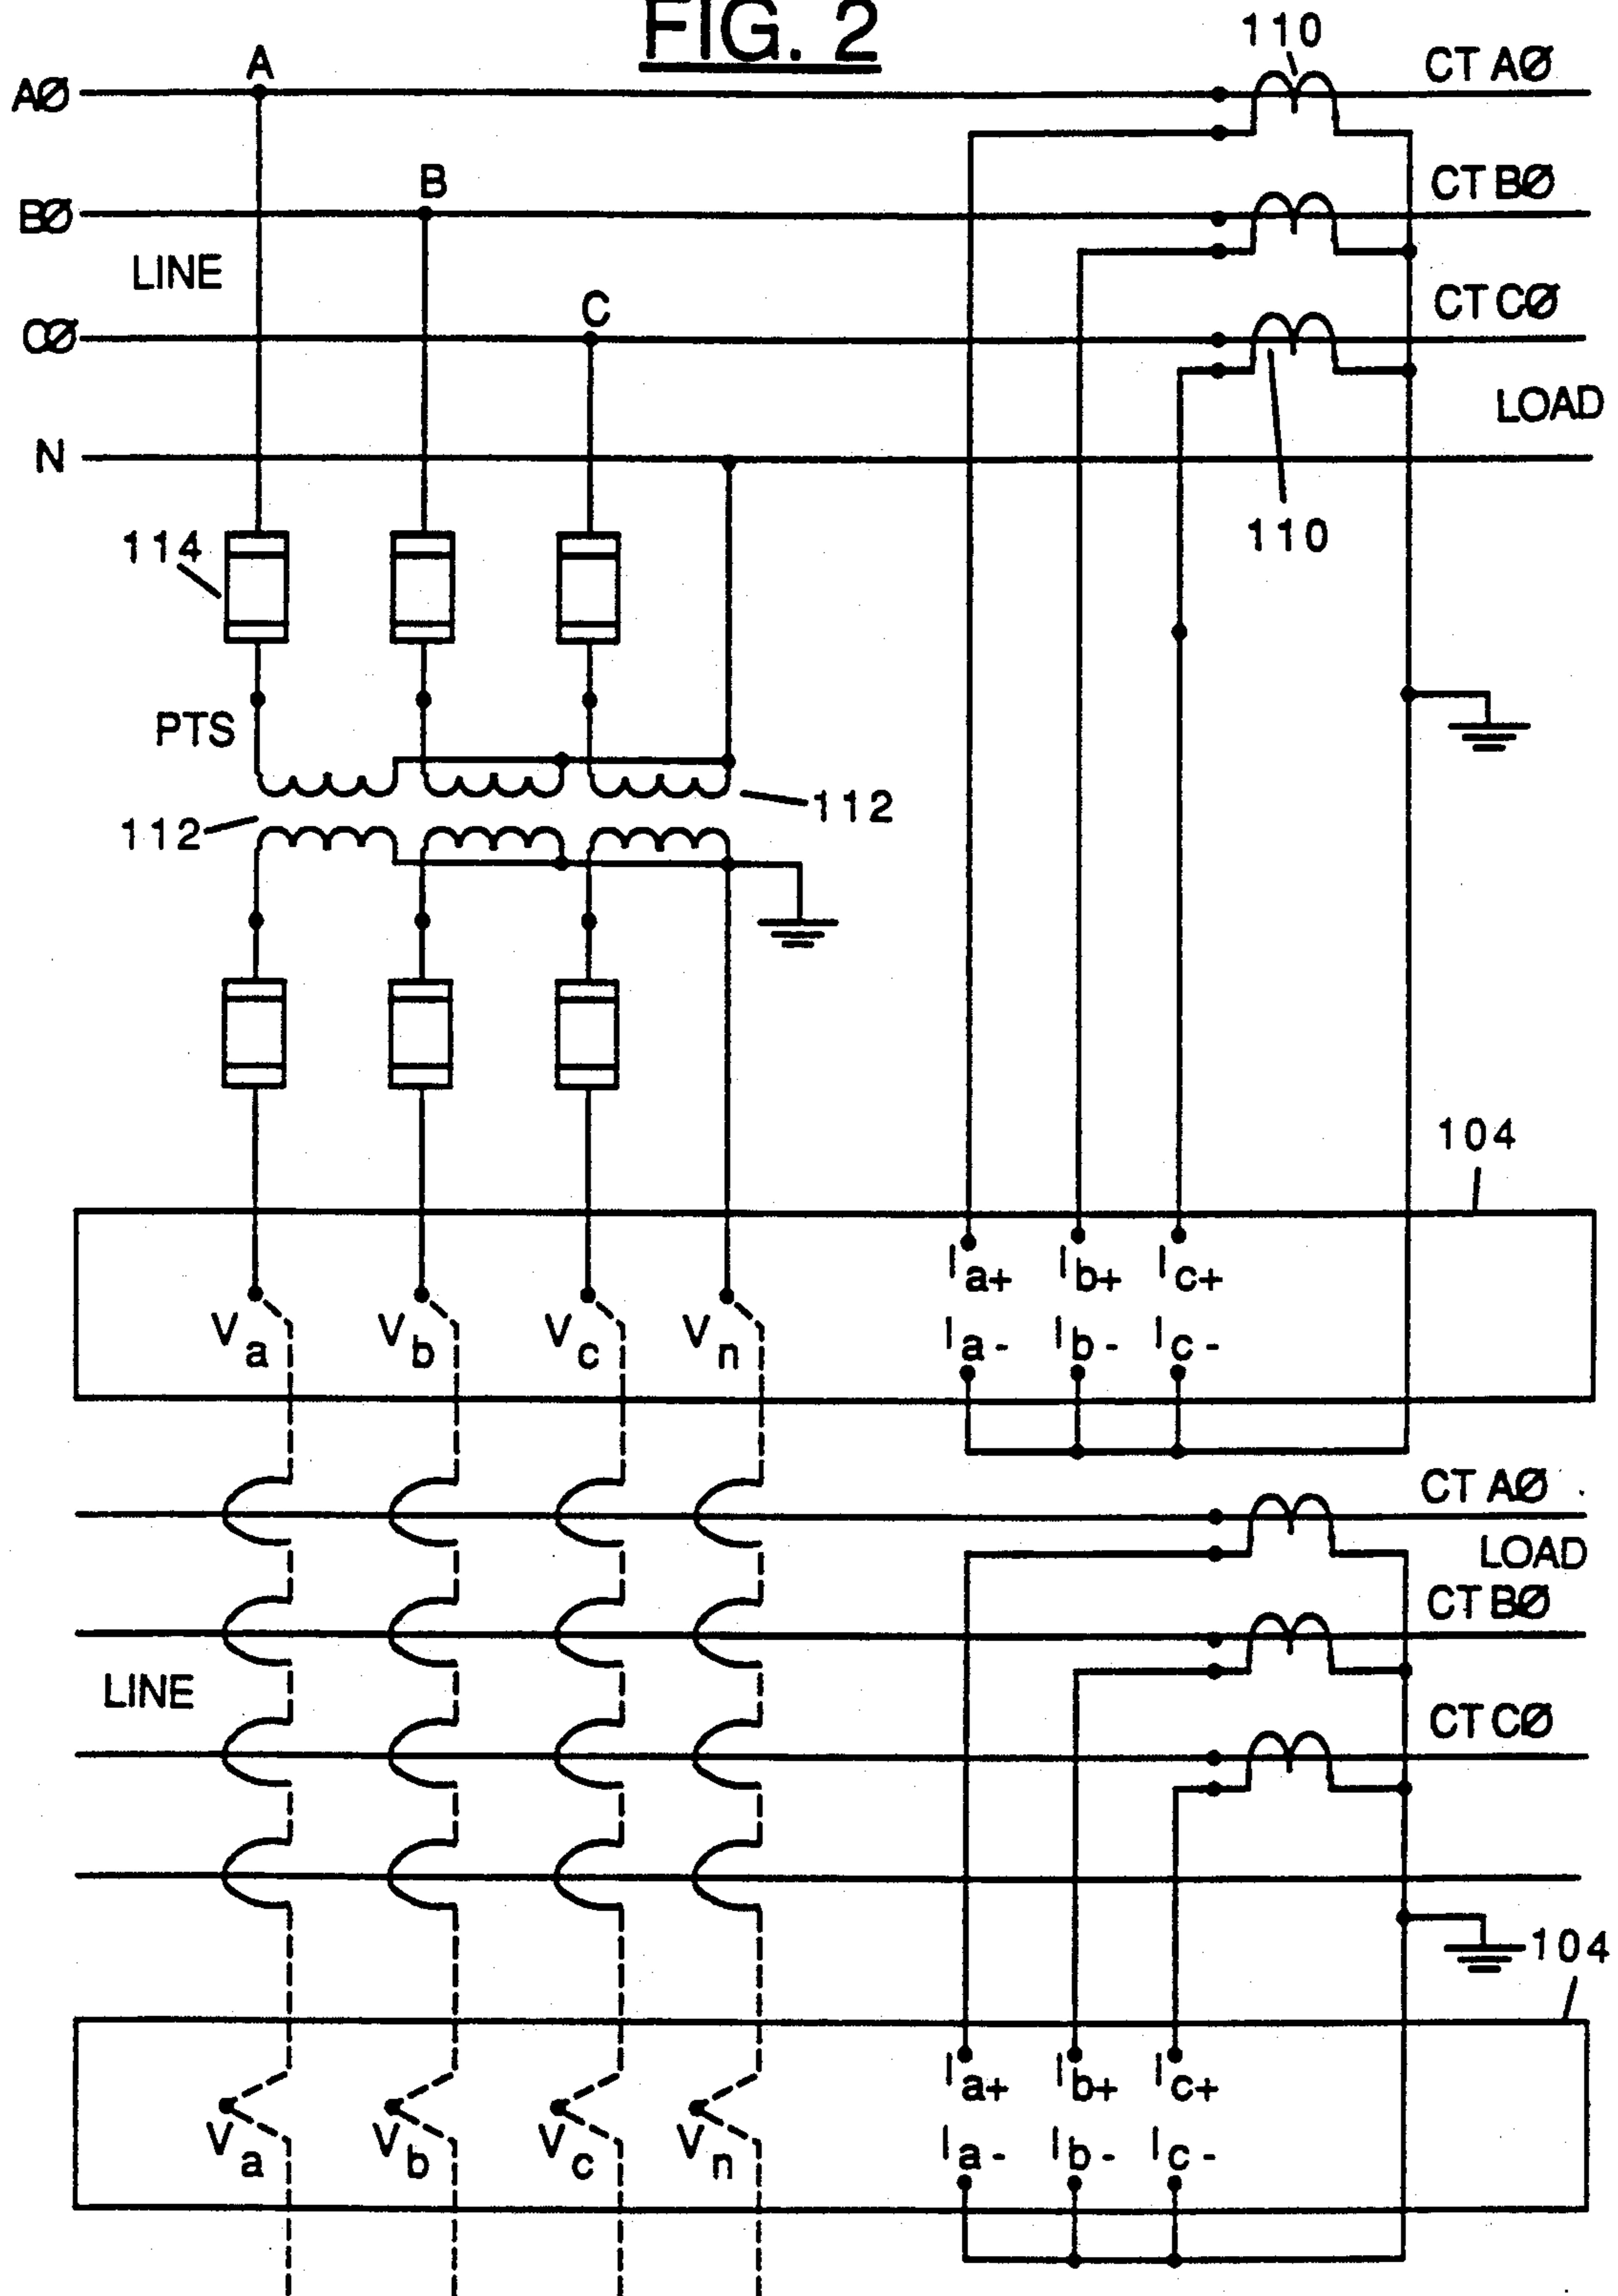 FIG. 2
110
A
CT AØ
AØ
B
CT BØ
BØ
LINE
C
CT CØ
CØ
LOAD
N
110
114
PTS
112
112
104
Ia+ Ib+ Ic+
Va Vb Vc Vn
Ia- Ib- Ic-
CT AØ
LOAD
CT BØ
LINE
CT CØ
104
Ia+ Ib+ Ic+
Va Vb Vc Vn
Ia- Ib- Ic-